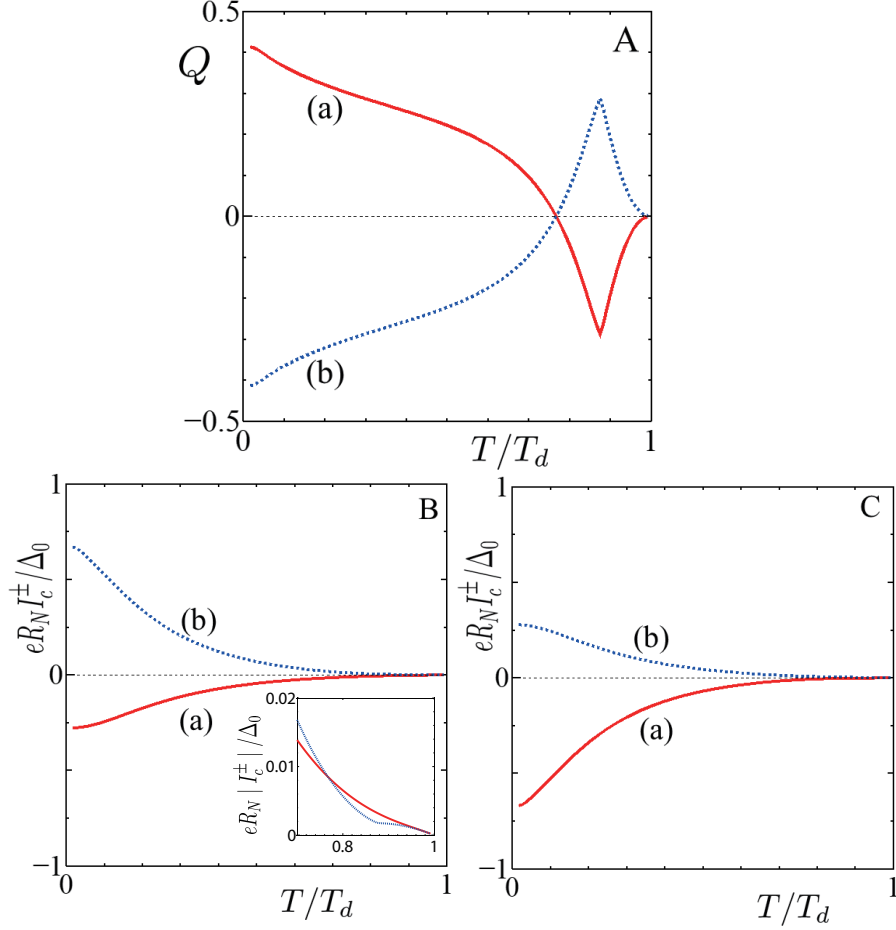 0.5
A
Q
(a)
0
(b)
−0.5
0
T/T_d
1
1
B
eR_N I_c^± /Δ_0
(b)
0
(a)
0.02
0.01
0
eR_N | I_c^± | /Δ_0
0.8
1
−1
0
T/T_d
1
1
C
eR_N I_c^± /Δ_0
(b)
0
(a)
−1
0
T/T_d
1